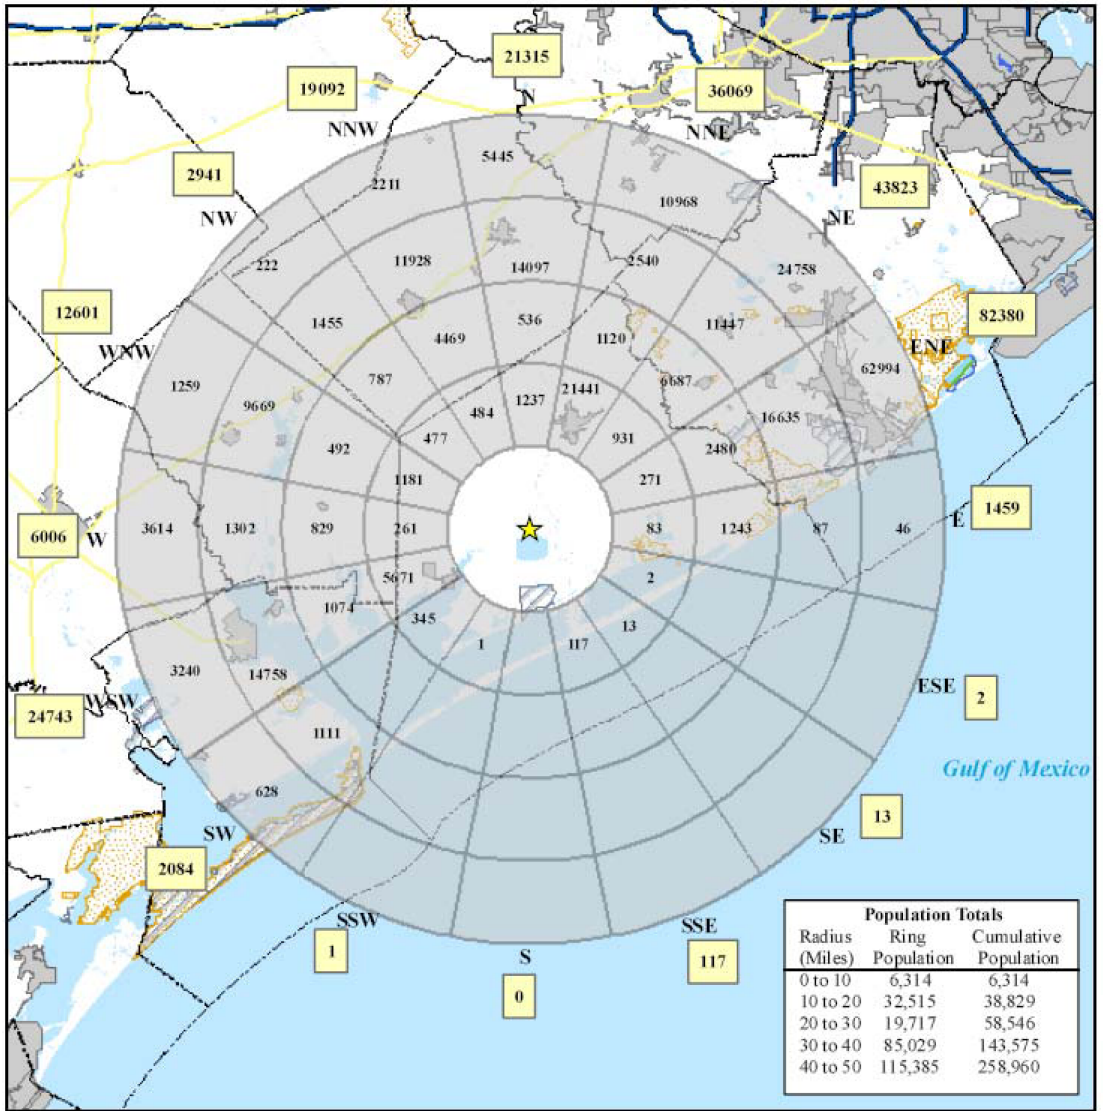 21315
19092
36069
N
NNW
NNE
5445
2941
2211
43823
NW
10968
NE
222
11928
14097
2540
24758
12601
1455
4469
536
1120
11447
82380
WNW
ENE
1259
787
6687
62994
9669
484
1237
21441
16635
492
477
931
2480
1181
271
6006
W
3614
1302
829
261
83
1243
87
46
E
1459
5671
2
1074
345
13
1
117
3240
14758
24743
WSW
ESE
2
1111
Gulf of Mexico
628
SW
SE
13
2084
SSW
SSE
1
S
117
0
Population Totals
Radius Ring Cumulative
(Miles) Population Population
0 to 10 6,314 6,314
10 to 20 32,515 38,829
20 to 30 19,717 58,546
30 to 40 85,029 143,575
40 to 50 115,385 258,960